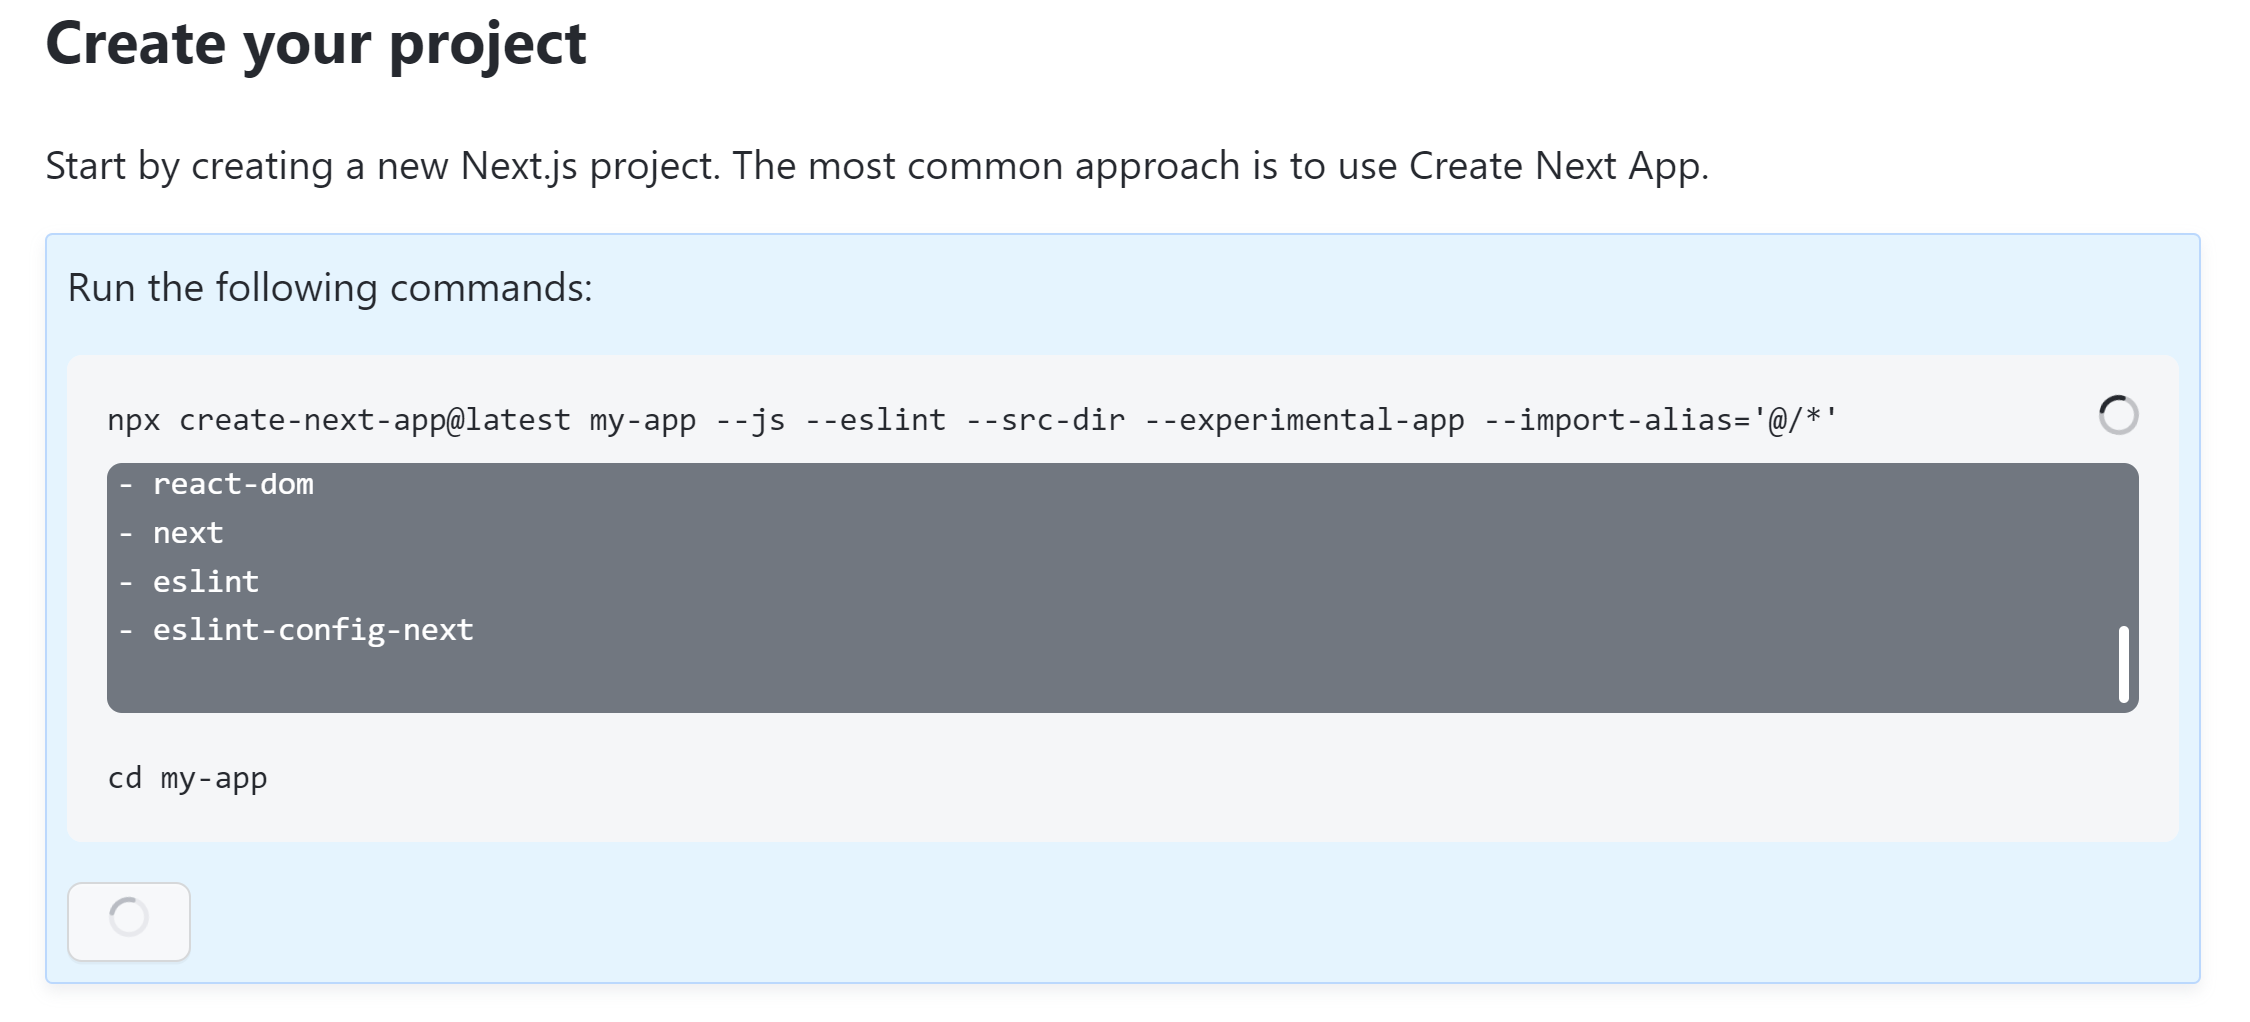 Create your project
Start by creating a new Next.js project. The most common approach is to use Create Next App.
Run the following commands:
npx create-next-app@latest my-app --js --eslint --src-dir --experimental-app --import-alias='@/*'
- react-dom
- next
- eslint
- eslint-config-next
cd my-app